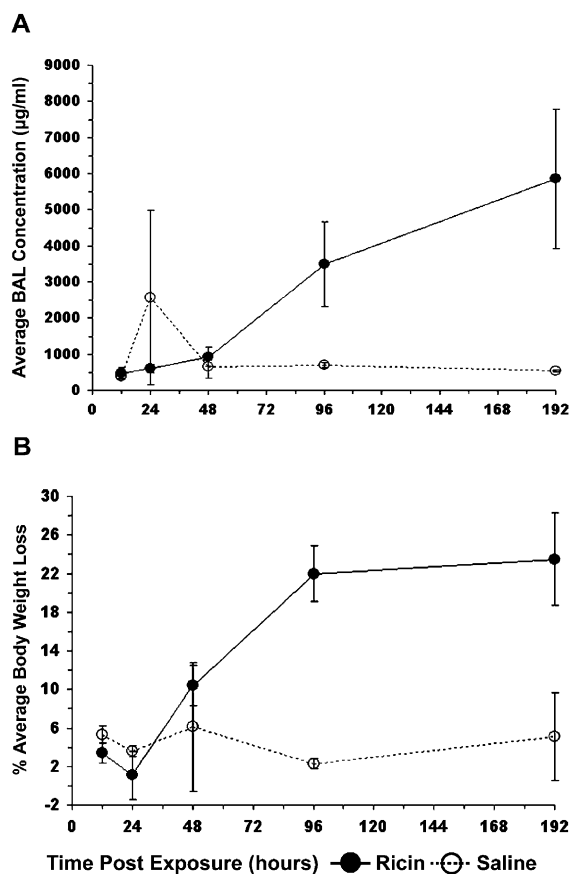 A
Average BAL Concentration (µg/ml)
9000
8000
7000
6000
5000
4000
3000
2000
1000
0
0 24 48 72 96 120 144 168 192
B
% Average Body Weight Loss
30
26
22
18
14
10
6
2
-2
0 24 48 72 96 120 144 168 192
Time Post Exposure (hours) Ricin Saline